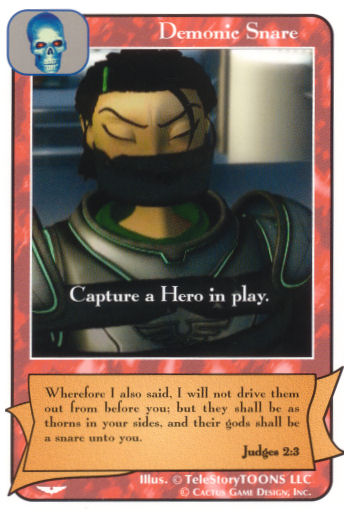 Demonic Snare
Capture a Hero in play.
Wherefore I also said, I will not drive them
out from before you; but they shall be as
thorns in your sides, and their gods shall be
a snare unto you.
Judges 2:3
Illus. © TeleStoryTOONS LLC
© Cactus Game Design, Inc.